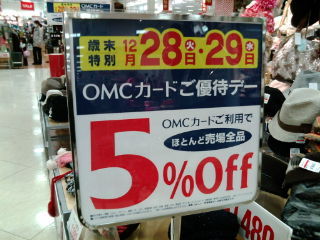 歳末
特別
12月28日火・29日水
OMCカードご優待デー
OMCカードご利用で
ほとんど売場全品
5%Off
1,480